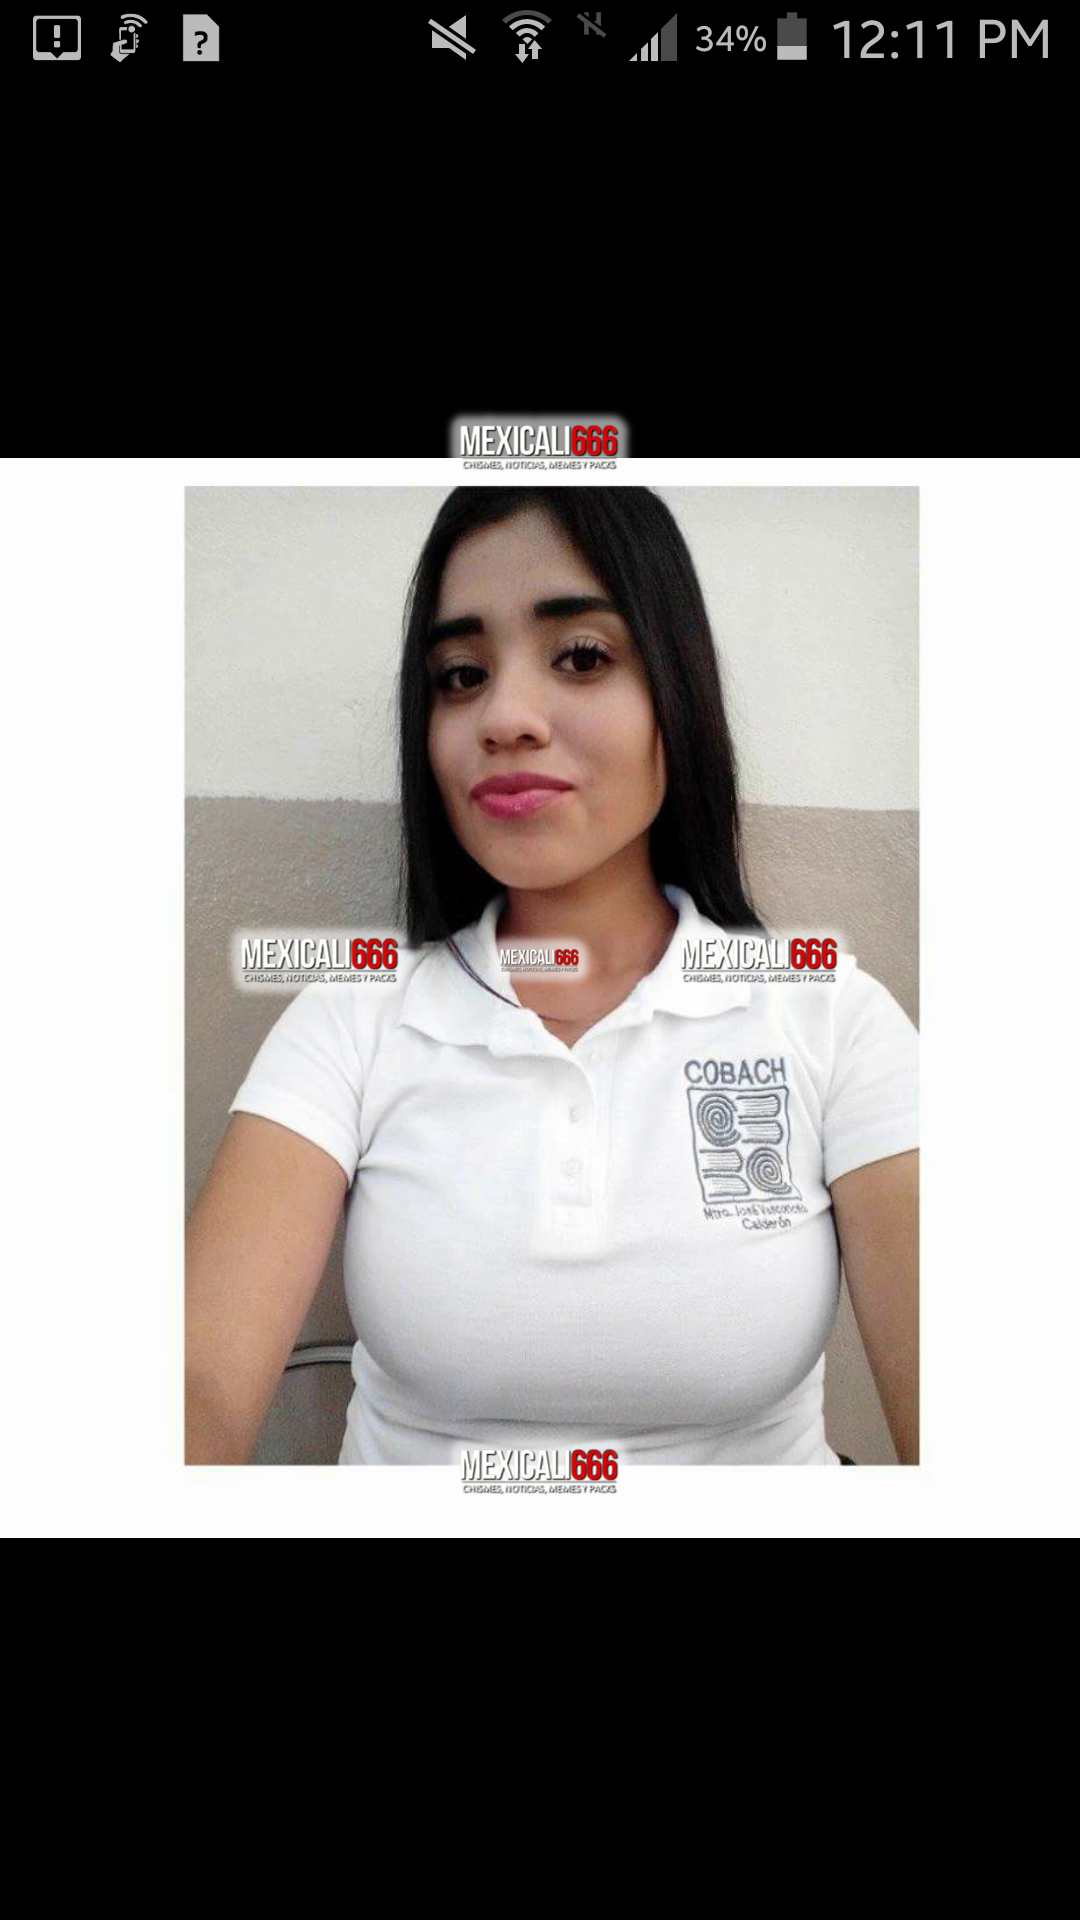 34% 12:11 PM
MEXICALI666
CHISMES, NOTICIAS, MEMES Y PACKS
MEXICALI666
CHISMES, NOTICIAS, MEMES Y PACKS
MEXICALI666
CHISMES, NOTICIAS, MEMES Y PACKS
MEXICALI666
CHISMES, NOTICIAS, MEMES Y PACKS
COBACH
Mtro. José Vasconcelos
Calderón
MEXICALI666
CHISMES, NOTICIAS, MEMES Y PACKS